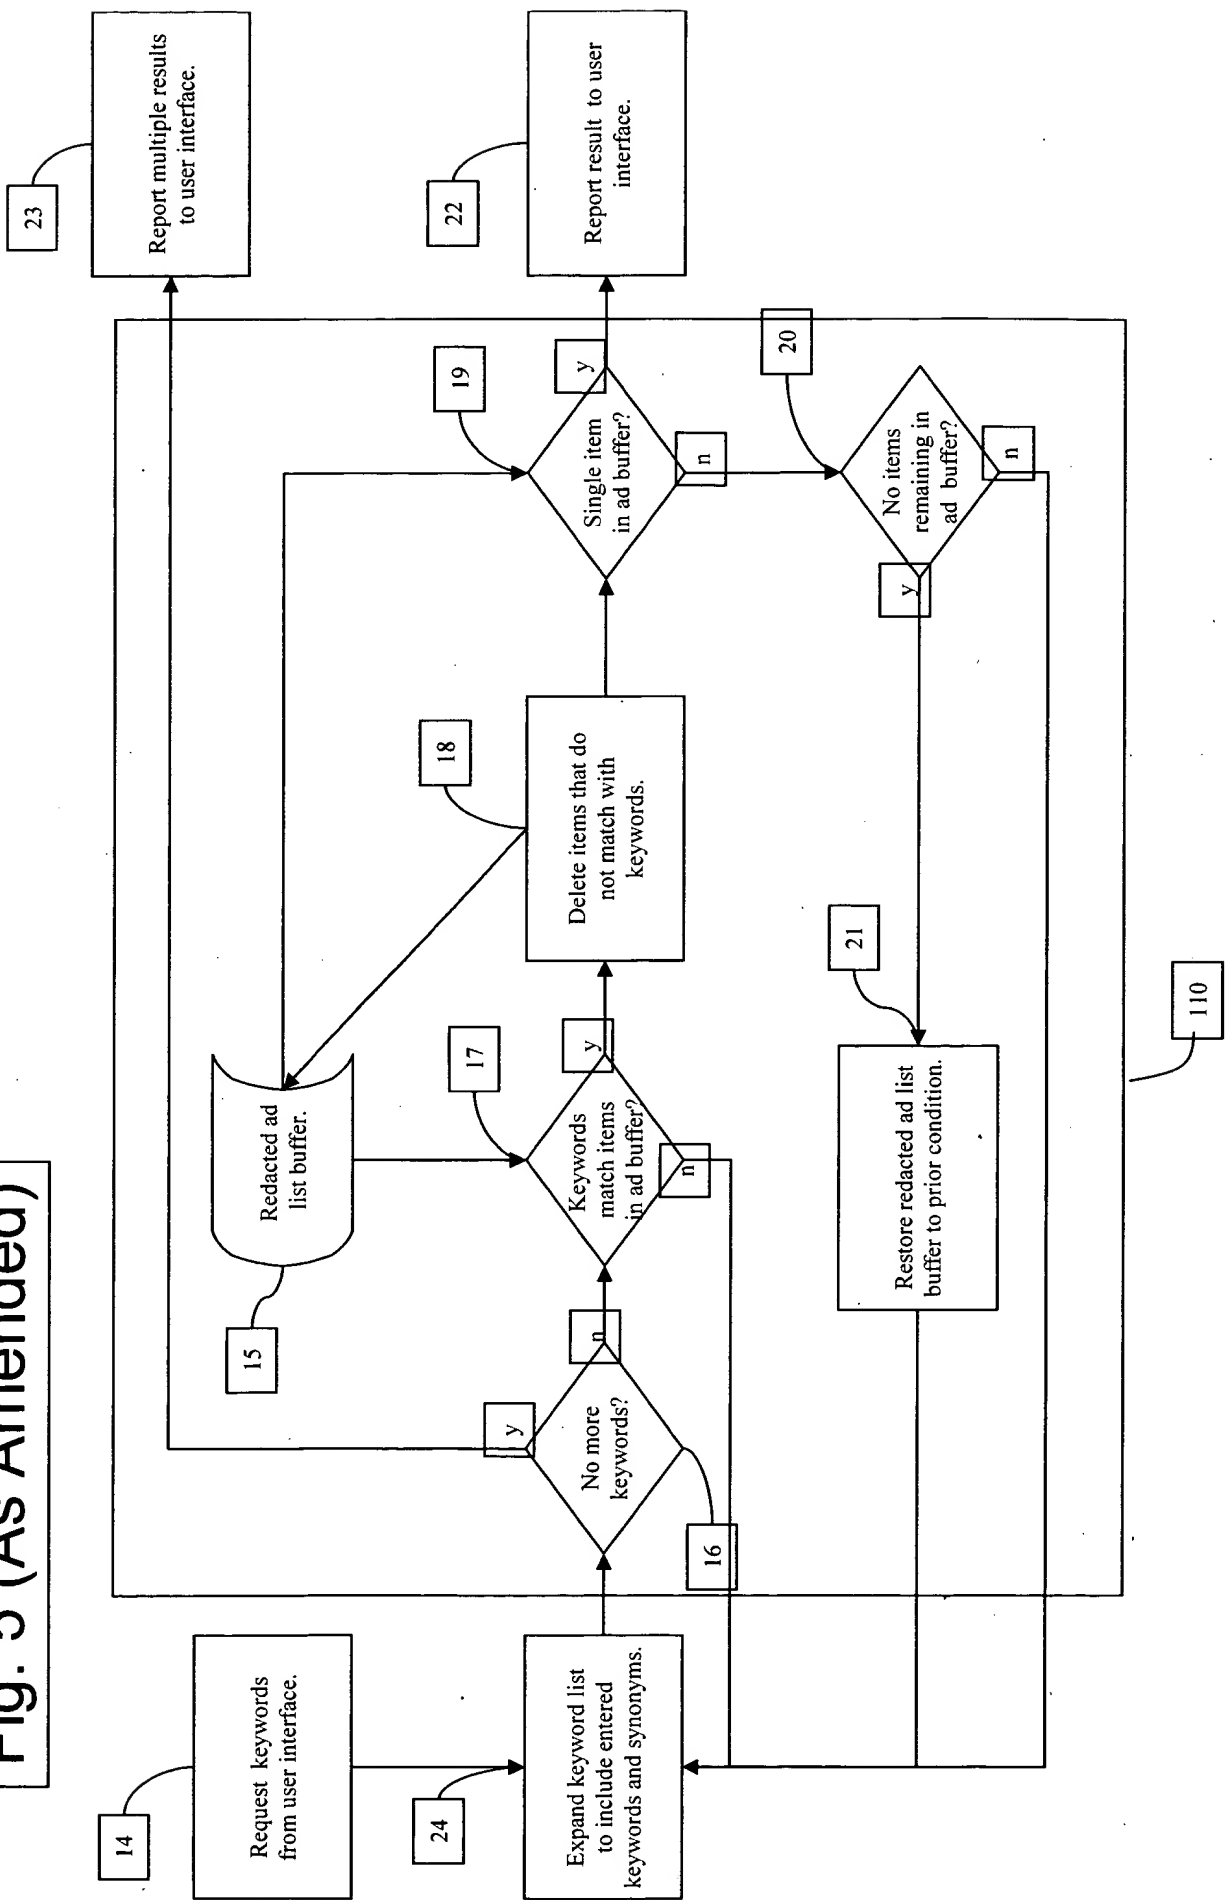 Fig. 5 (As Amended)
14
Request keywords
from user interface.
24
Expand keyword list
to include entered
keywords and synonyms.
15
Redacted ad
list buffer.
16
No more
keywords?
y
n
17
Keywords
match items
in ad buffer?
y
n
18
Delete items that do
not match with
keywords.
19
Single item
in ad buffer?
y
n
20
No items
remaining in
ad buffer?
y
n
21
Restore redacted ad list
buffer to prior condition.
22
Report result to user
interface.
23
Report multiple results
to user interface.
110